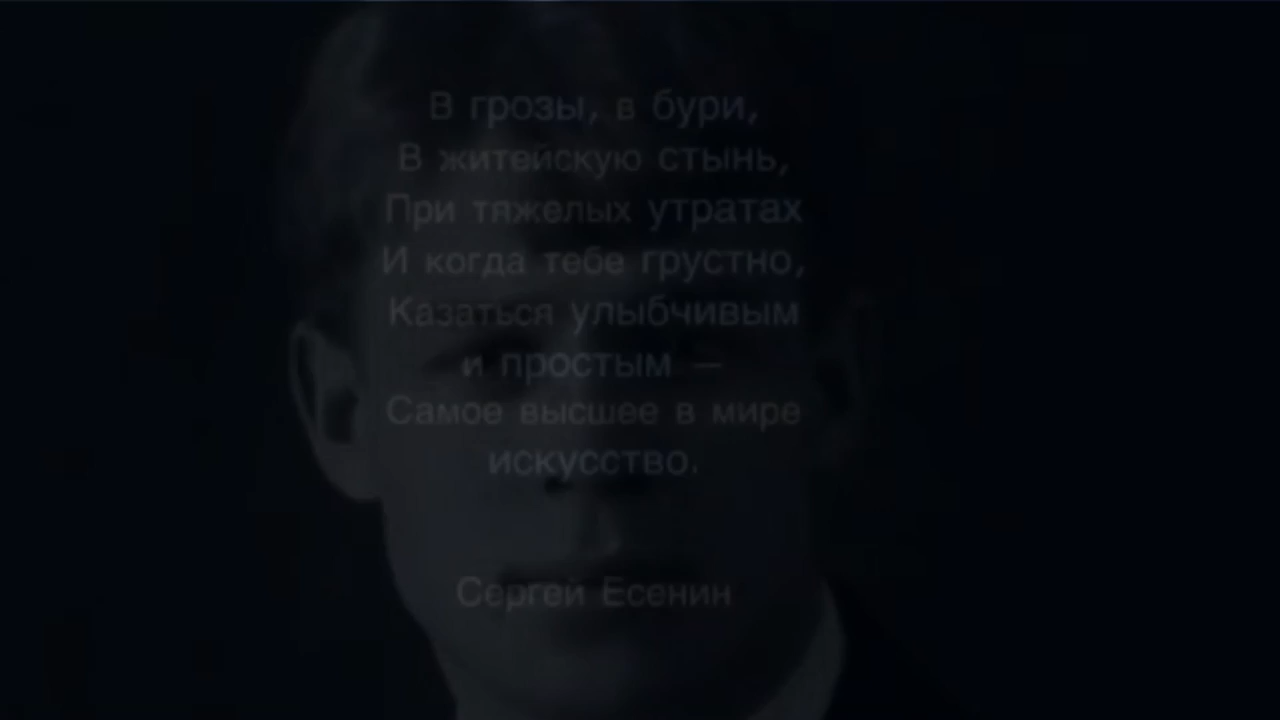 В грозы, в бури,
В житейскую стынь,
При тяжелых утратах
И когда тебе грустно,
Казаться улыбчивым
и простым —
Самое высшее в мире
искусство.
Сергей Есенин